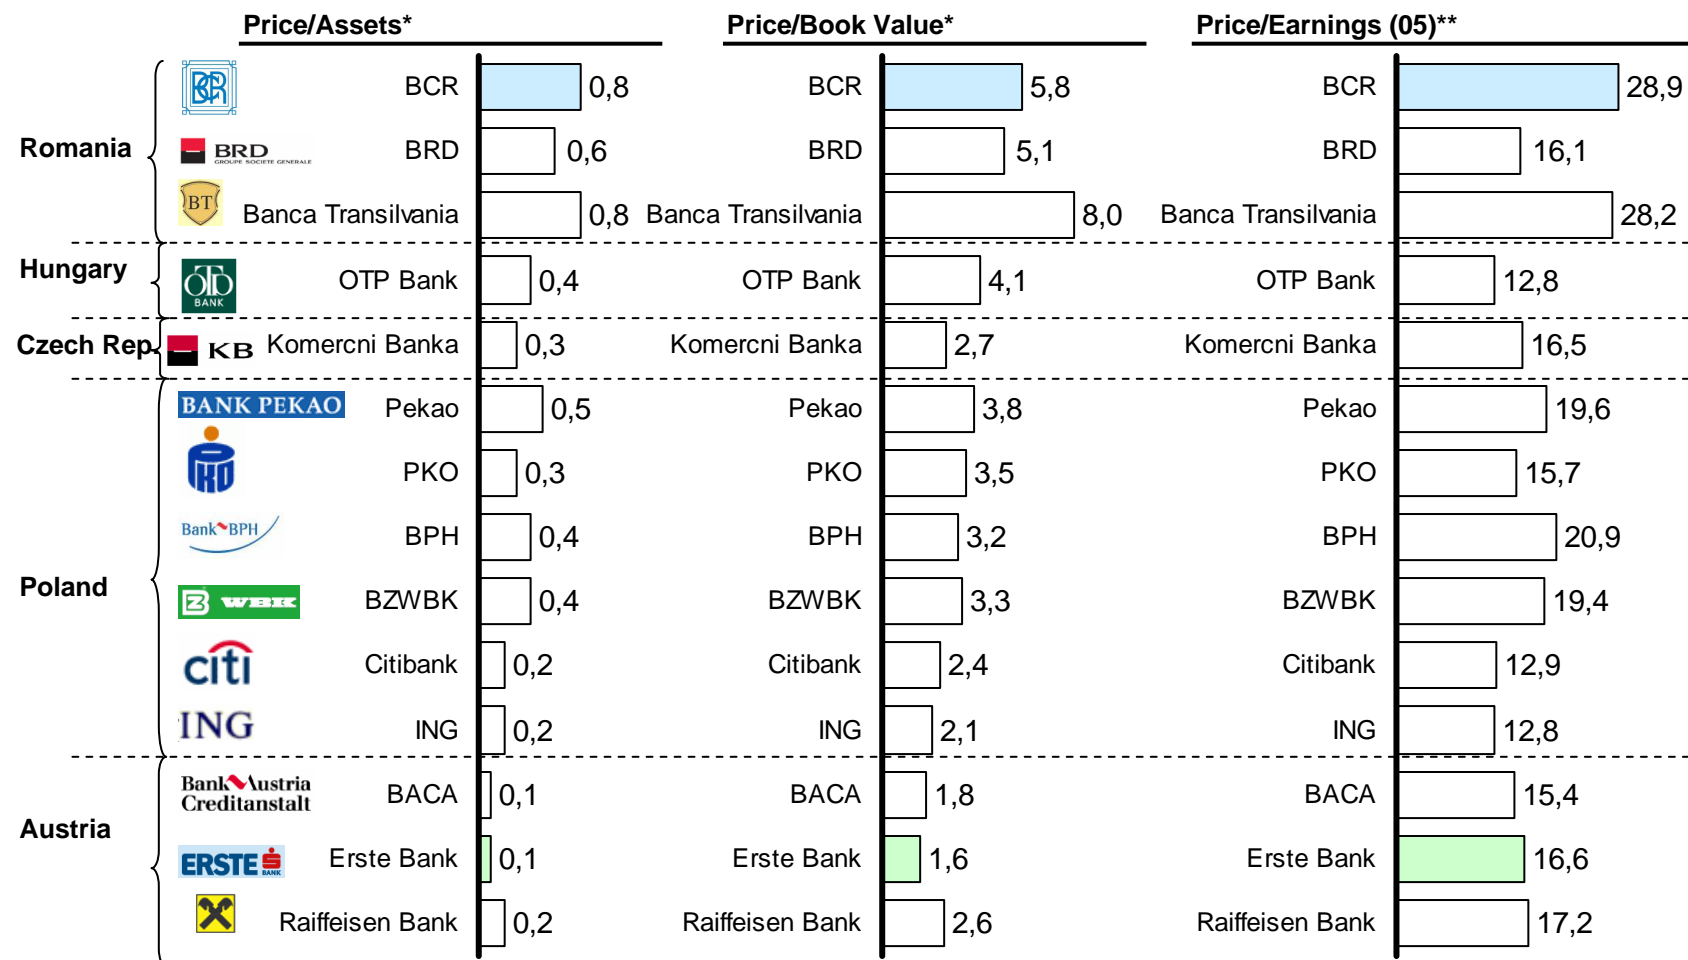 Price/Assets* Price/Book Value* Price/Earnings (05)**
BCR BCR 0,8 BCR 5,8 BCR 28,9
Romania BRD GROUPE SOCIETE GENERALE BRD 0,6 BRD 5,1 BRD 16,1
BT Banca Transilvania 0,8 Banca Transilvania 8,0 Banca Transilvania 28,2
Hungary OTP BANK OTP Bank 0,4 OTP Bank 4,1 OTP Bank 12,8
Czech Rep KB Komercni Banka 0,3 Komercni Banka 2,7 Komercni Banka 16,5
BANK PEKAO Pekao 0,5 Pekao 3,8 Pekao 19,6
PKO PKO 0,3 PKO 3,5 PKO 15,7
Bank BPH BPH 0,4 BPH 3,2 BPH 20,9
Poland B Z WBK BZWBK 0,4 BZWBK 3,3 BZWBK 19,4
citi Citibank 0,2 Citibank 2,4 Citibank 12,9
ING ING 0,2 ING 2,1 ING 12,8
Bank Austria
Creditanstalt BACA 0,1 BACA 1,8 BACA 15,4
Austria
ERSTE BANK Erste Bank 0,1 Erste Bank 1,6 Erste Bank 16,6
Raiffeisen Bank 0,2 Raiffeisen Bank 2,6 Raiffeisen Bank 17,2